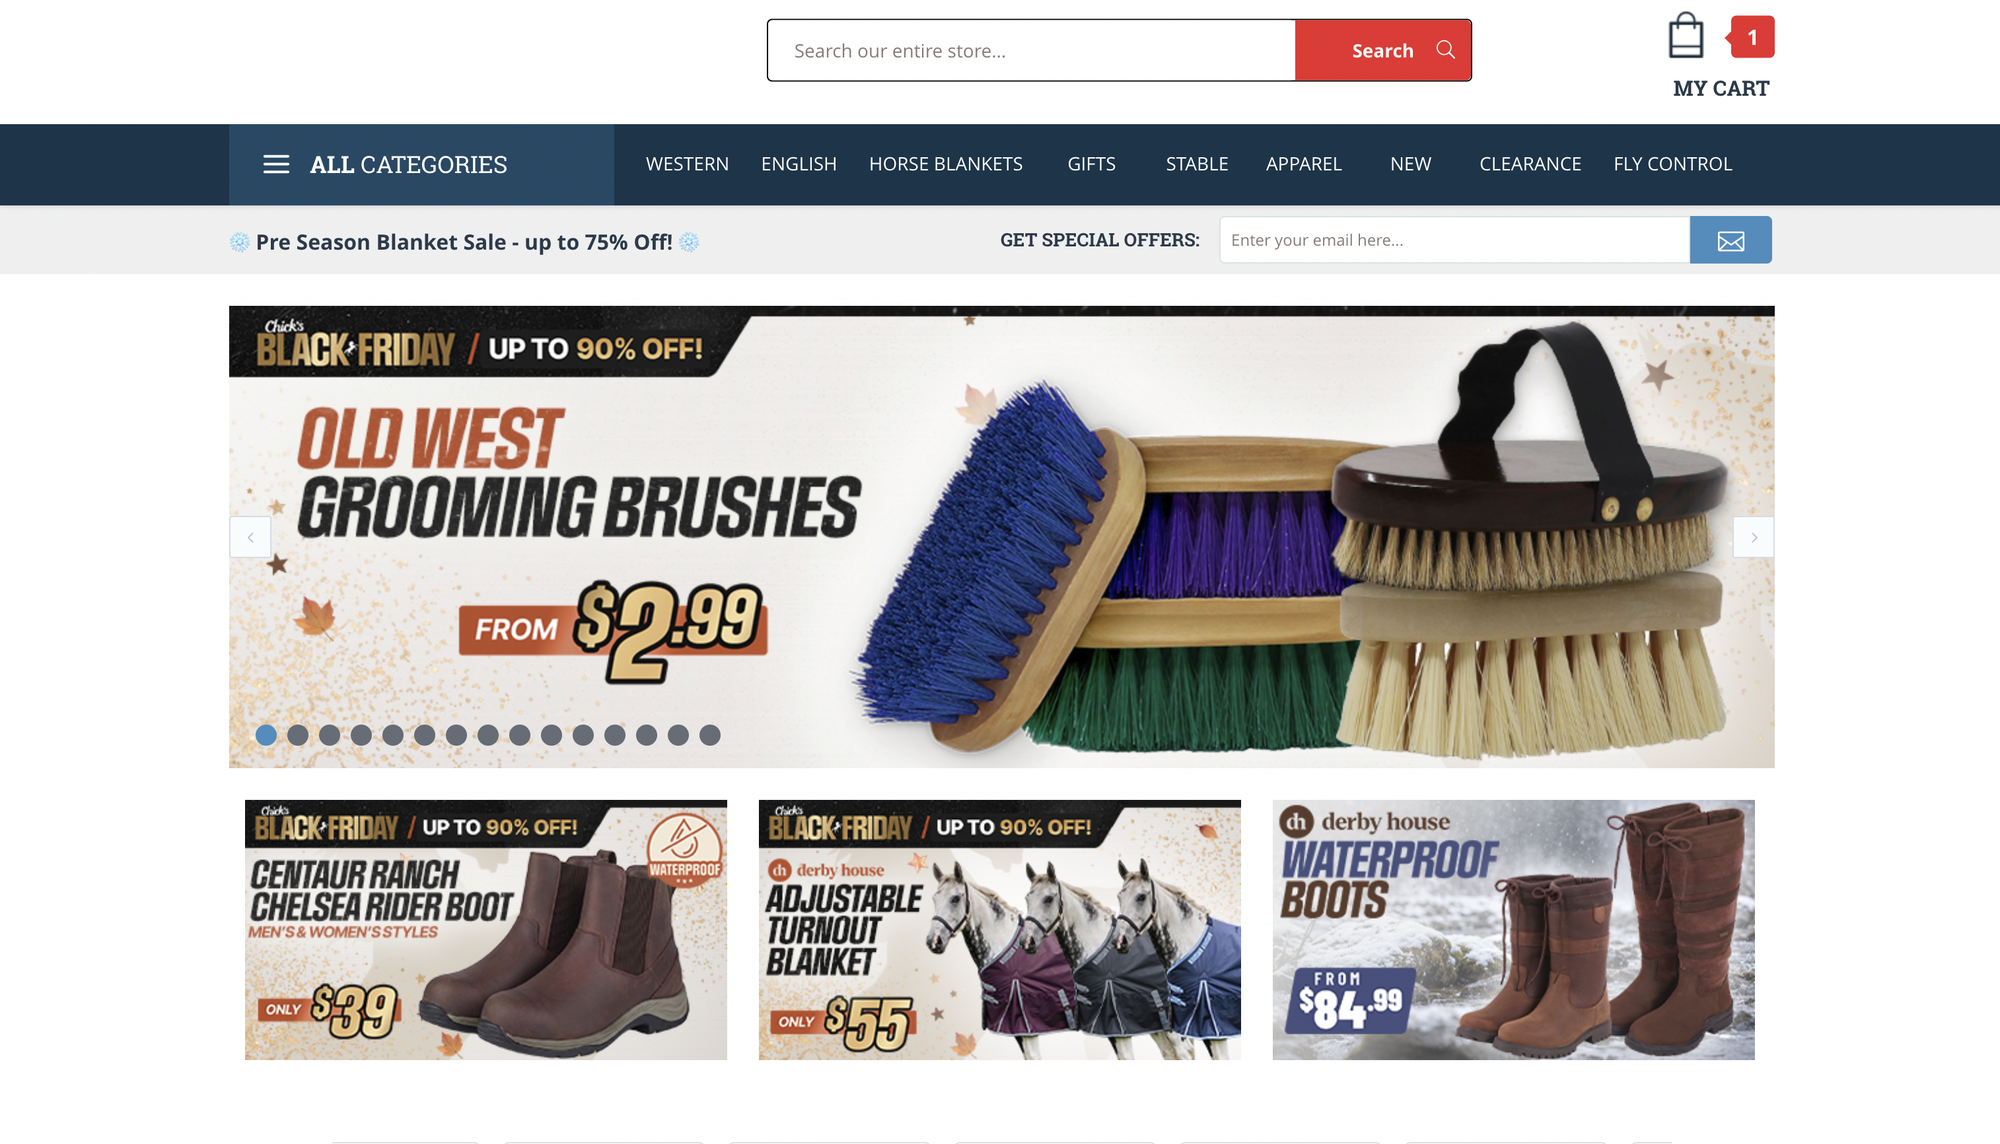 Search our entire store...
Search
1
MY CART
ALL CATEGORIES
WESTERN
ENGLISH
HORSE BLANKETS
GIFTS
STABLE
APPAREL
NEW
CLEARANCE
FLY CONTROL
Pre Season Blanket Sale - up to 75% Off!
GET SPECIAL OFFERS:
Enter your email here...
Chick's
BLACK FRIDAY / UP TO 90% OFF!
OLD WEST
GROOMING BRUSHES
FROM $2.99
Chick's
BLACK FRIDAY / UP TO 90% OFF!
WATERPROOF
CENTAUR RANCH
CHELSEA RIDER BOOT
MEN'S & WOMEN'S STYLES
ONLY $39
Chick's
BLACK FRIDAY / UP TO 90% OFF!
dh derby house
ADJUSTABLE
TURNOUT
BLANKET
ONLY $55
dh derby house
WATERPROOF
BOOTS
FROM
$84.99